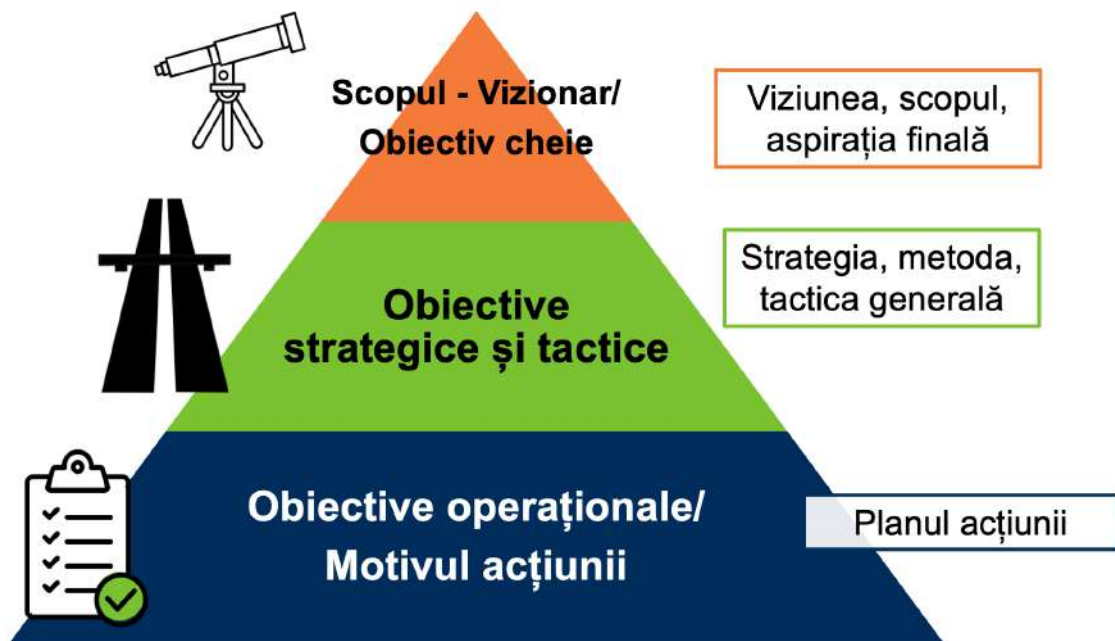 Scopul - Vizionar/
Obiectiv cheie
Viziunea, scopul,
aspirația finală
Obiective
strategice și tactice
Strategia, metoda,
tactica generală
Obiective operaționale/
Motivul acțiunii
Planul acțiunii